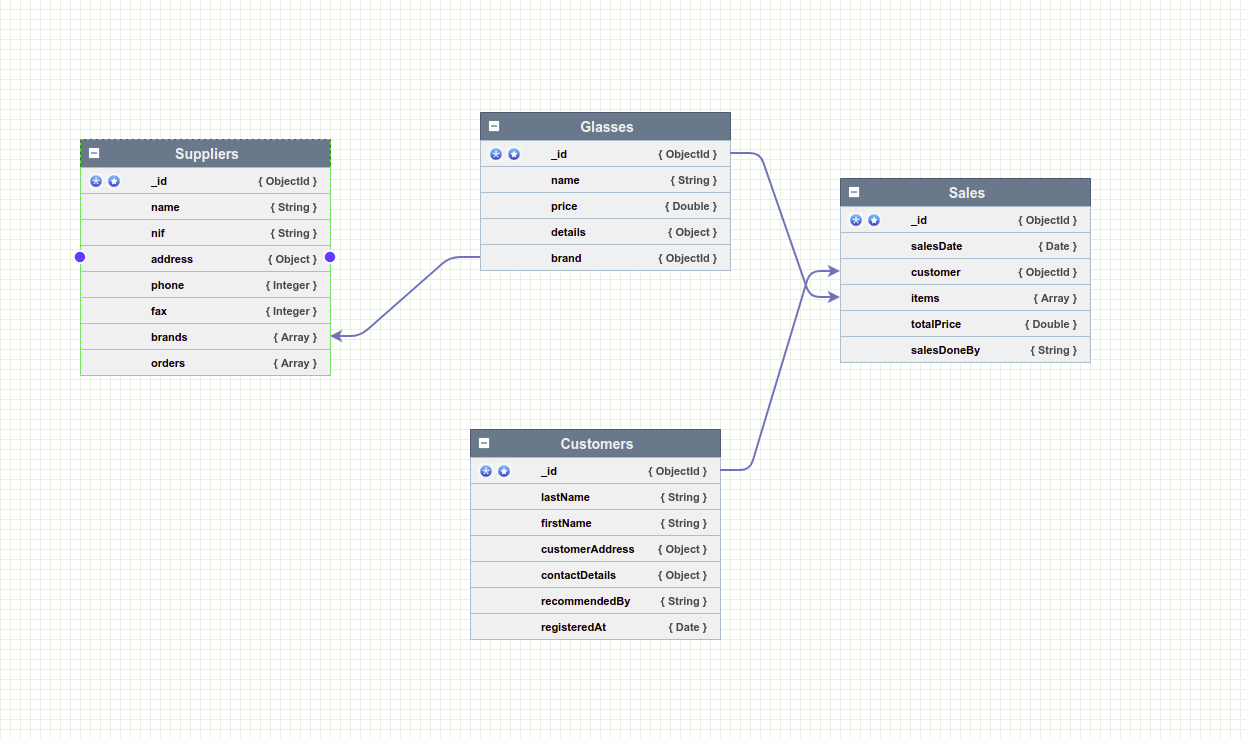 Suppliers
_id { ObjectId }
name { String }
nif { String }
address { Object }
phone { Integer }
fax { Integer }
brands { Array }
orders { Array }
Glasses
_id { ObjectId }
name { String }
price { Double }
details { Object }
brand { ObjectId }
Sales
_id { ObjectId }
salesDate { Date }
customer { ObjectId }
items { Array }
totalPrice { Double }
salesDoneBy { String }
Customers
_id { ObjectId }
lastName { String }
firstName { String }
customerAddress { Object }
contactDetails { Object }
recommendedBy { String }
registeredAt { Date }